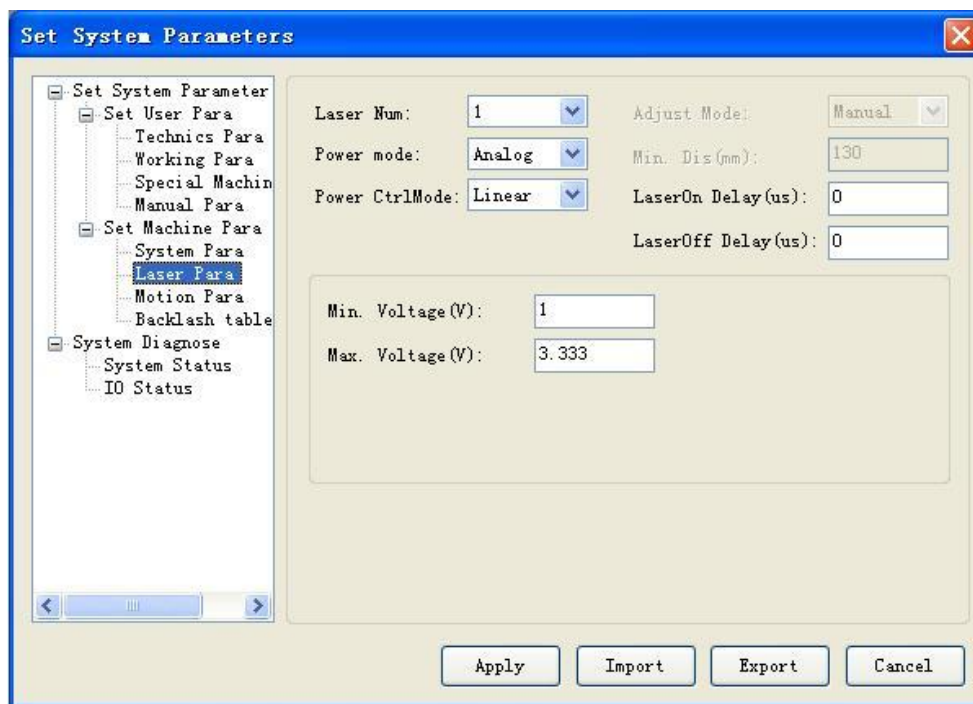 Set System Parameters
Set System Parameter
Set User Para
Technics Para
Working Para
Special Machin
Manual Para
Set Machine Para
System Para
Laser Para
Motion Para
Backlash table
System Diagnose
System Status
IO Status
Laser Num: 1
Power mode: Analog
Power CtrlMode: Linear
Adjust Mode: Manual
Min. Dis(mm): 130
LaserOn Delay(us): 0
LaserOff Delay(us): 0
Min. Voltage(V): 1
Max. Voltage(V): 3.333
Apply Import Export Cancel